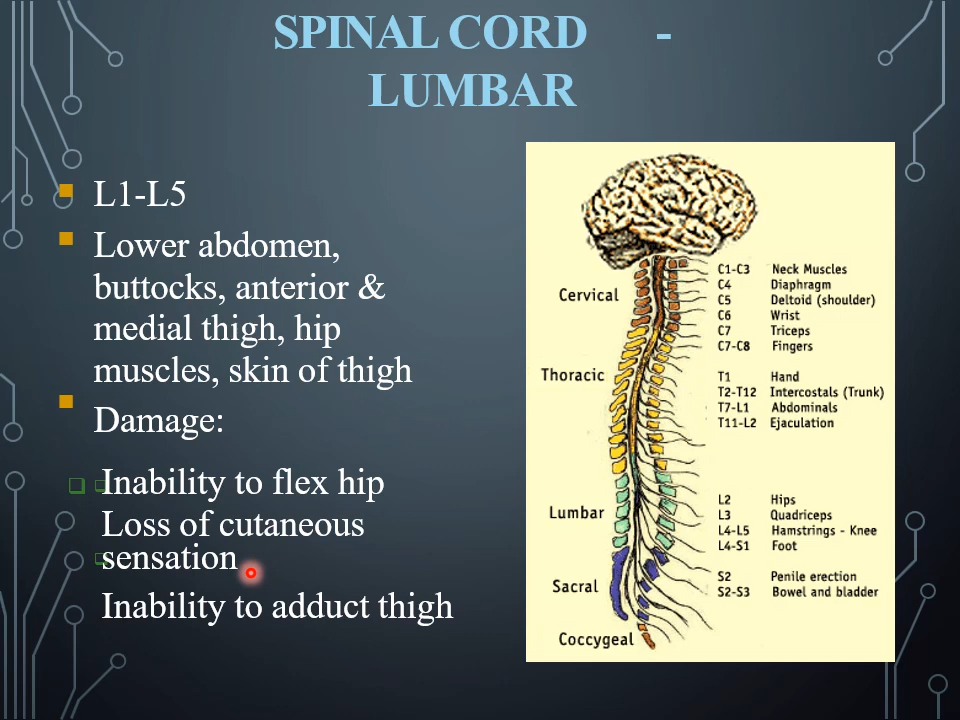 SPINAL CORD -
LUMBAR
L1-L5
Lower abdomen,
buttocks, anterior &
medial thigh, hip
muscles, skin of thigh
Damage:
Inability to flex hip
Loss of cutaneous
sensation
Inability to adduct thigh
Cervical
Thoracic
Lumbar
Sacral
Coccygeal
C1-C3 Neck Muscles
C4 Diaphragm
C5 Deltoid (shoulder)
C6 Wrist
C7 Triceps
C7-C8 Fingers
T1 Hand
T2-T12 Intercostals (Trunk)
T7-L1 Abdominals
T11-L2 Ejaculation
L2 Hips
L3 Quadriceps
L4-L5 Hamstrings - Knee
L4-S1 Foot
S2 Penile erection
S2-S3 Bowel and bladder